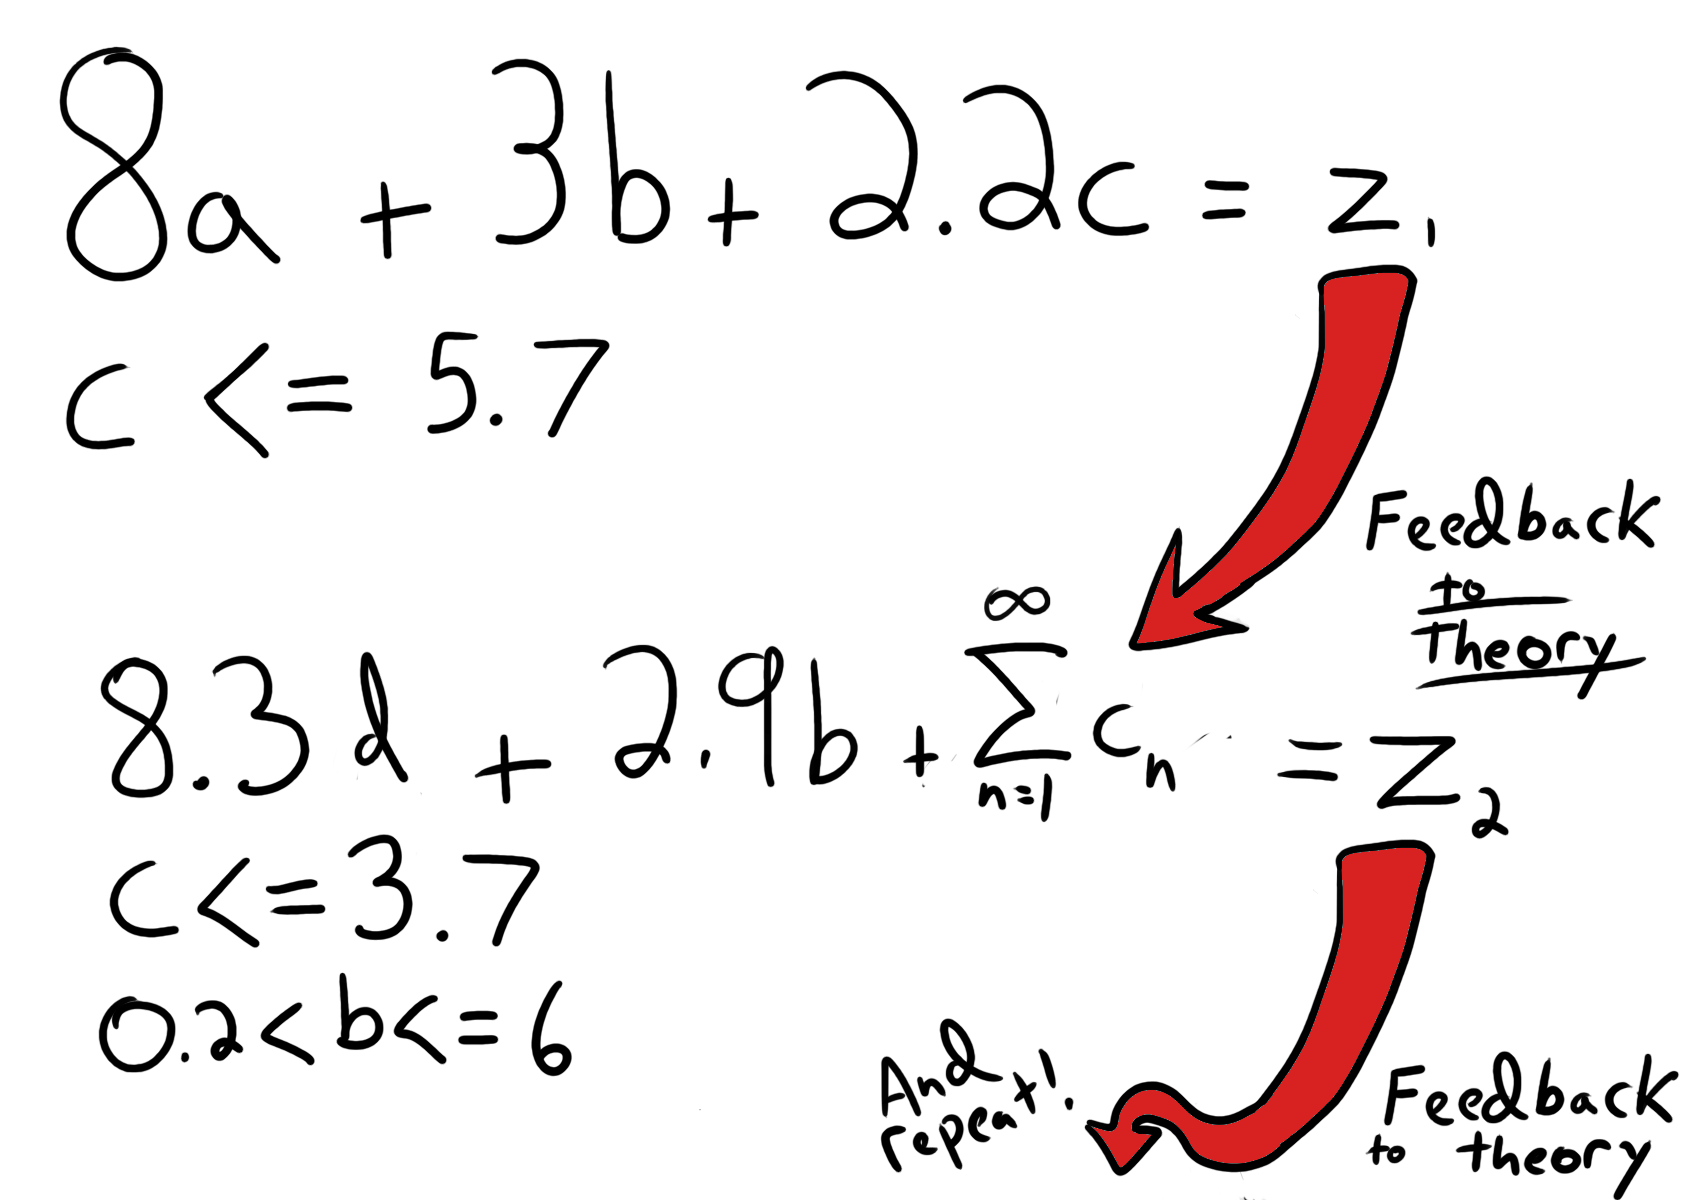 8a + 3b + 2.2c = z₁
c <= 5.7
Feedback
to
Theory
∞
8.3d + 2.9b + ∑ cₙ = z₂
n=1
c <= 3.7
0.2 < b <= 6
And
repeat!
Feedback
to theory